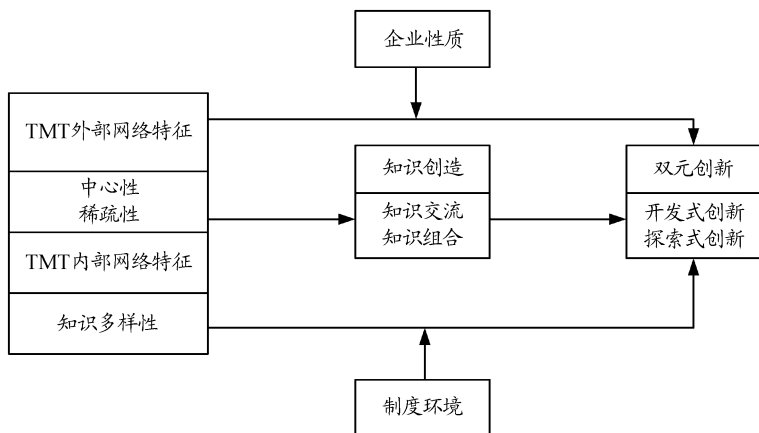 企业性质
TMT外部网络特征
中心性
稀疏性
TMT内部网络特征
知识多样性
知识创造
知识交流
知识组合
双元创新
开发式创新
探索式创新
制度环境